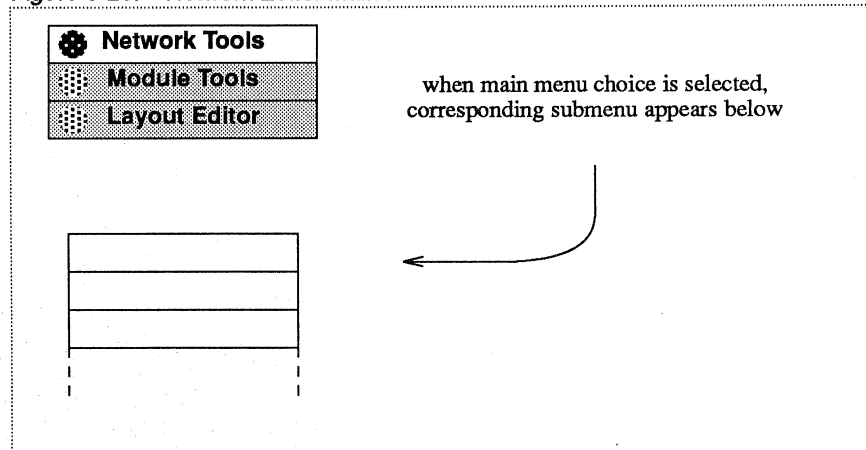 Network Tools
Module Tools
Layout Editor
when main menu choice is selected,
corresponding submenu appears below